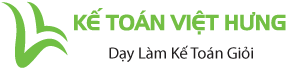 KẾ TOÁN VIỆT HƯNG
Dạy Làm Kế Toán Giỏi